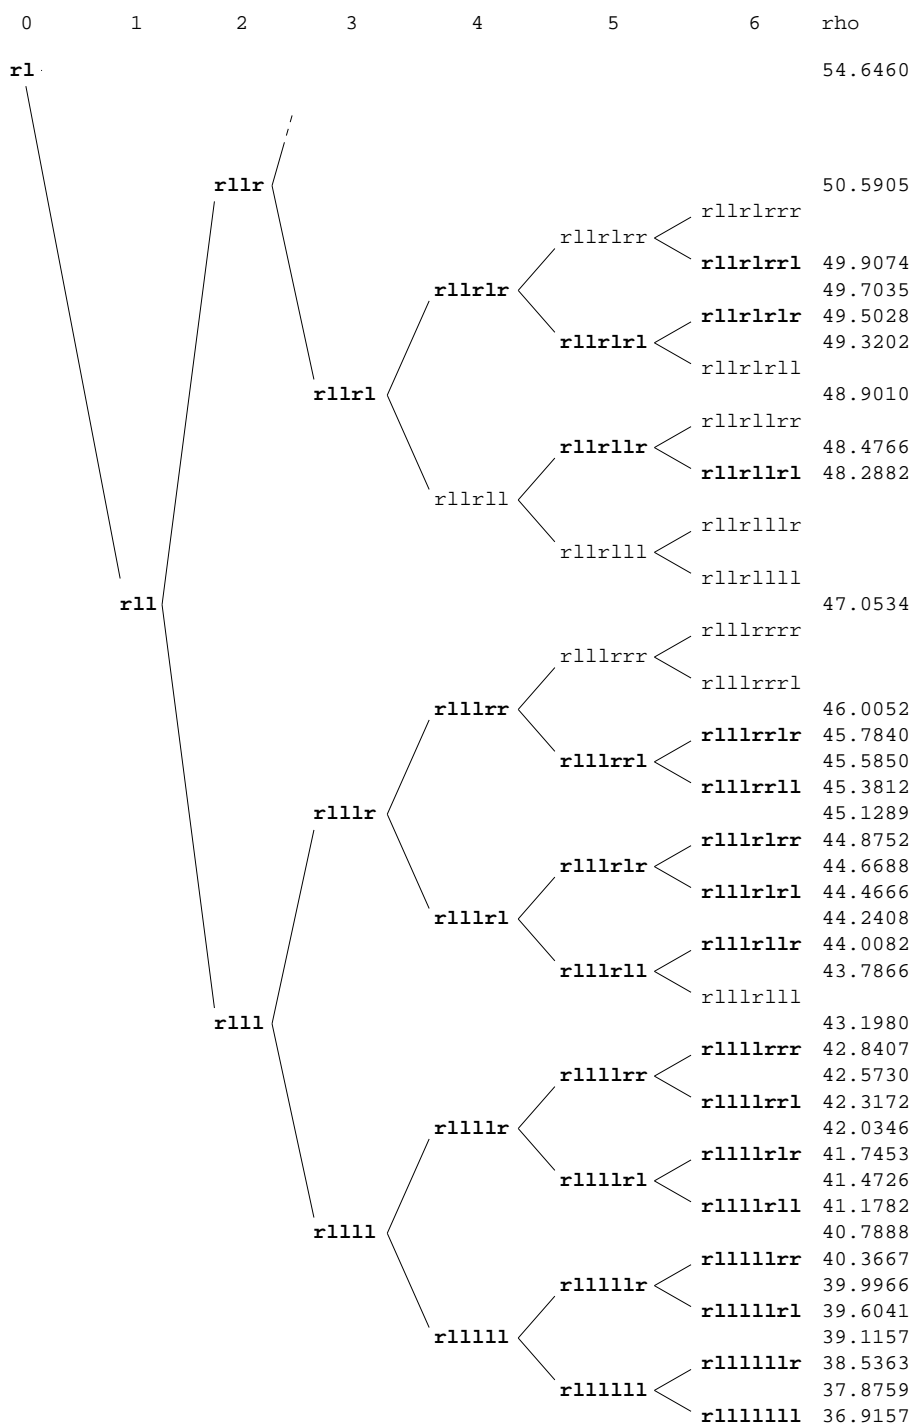 0 1 2 3 4 5 6 rho
rl 54.6460
rllr 50.5905
rllrlrrr
rllrlrr
rllrlrrl 49.9074
rllrlr 49.7035
rllrlrlr 49.5028
rllrlrl 49.3202
rllrlrll
rllrl 48.9010
rllrllrr
rllrllr 48.4766
rllrllrl 48.2882
rllrll
rllrlllr
rllrlll
rllrllll
rll 47.0534
rlllrrrr
rlllrrr
rlllrrrl
rlllrr 46.0052
rlllrrlr 45.7840
rlllrrl 45.5850
rlllrrll 45.3812
rlllr 45.1289
rlllrlrr 44.8752
rlllrlr 44.6688
rlllrlrl 44.4666
rlllrl 44.2408
rlllrllr 44.0082
rlllrll 43.7866
rlllrlll
rlll 43.1980
rllllrrr 42.8407
rllllrr 42.5730
rllllrrl 42.3172
rllllr 42.0346
rllllrlr 41.7453
rllllrl 41.4726
rllllrll 41.1782
rllll 40.7888
rlllllrr 40.3667
rlllllr 39.9966
rlllllrl 39.6041
rlllll 39.1157
rllllllr 38.5363
rllllll 37.8759
rlllllll 36.9157